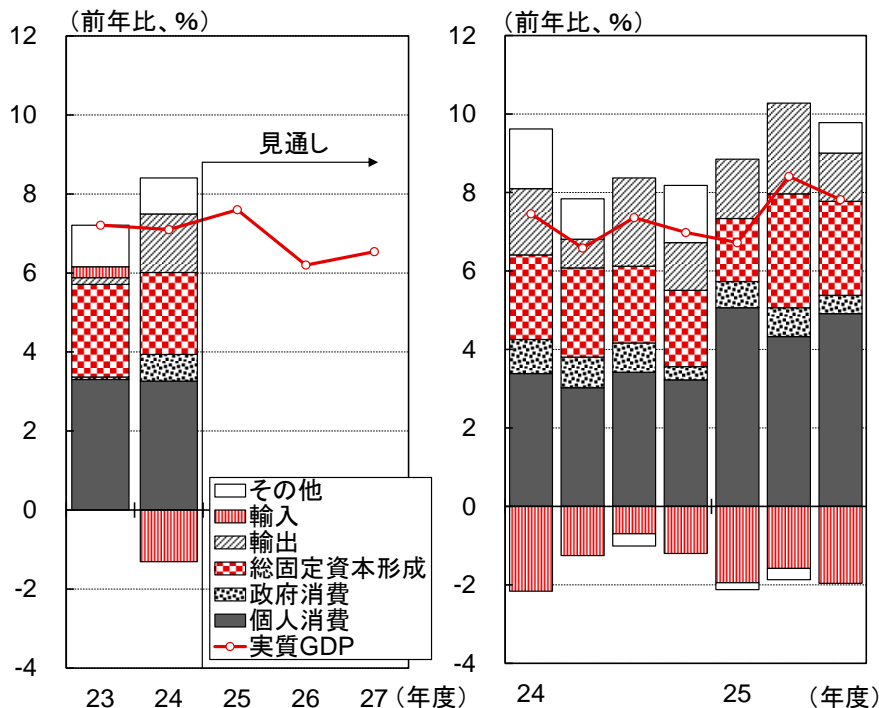 （前年比、%）
12
10
8
6
4
2
0
-2
-4
見通し
その他
輸入
輸出
総固定資本形成
政府消費
個人消費
実質GDP
23 24 25 26 27（年度）
（前年比、%）
12
10
8
6
4
2
0
-2
-4
24 25 （年度）